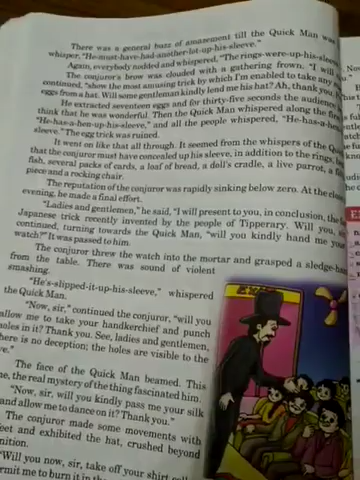 There was a general buzz of amazement till the Quick Man was
whisper, "He-must-have-had-another-lot-up-his-sleeve."
Again, everybody nodded and whispered, "The rings-were-up-his-sleeve
The conjuror's brow was clouded with a gathering frown. "I will
continued, "show you the most amusing trick by which I'm enabled to take any
eggs from a hat. Will some gentleman kindly lend me his hat? Ah, thank you,
He extracted seventeen eggs and for thirty-five seconds the audience
think that he was wonderful. Then the Quick Man whispered along the
"He-has-a-hen-up-his-sleeve," and all the people whispered, "He-has-a-hen
sleeve." The egg trick was ruined.
It went on like that all through. It seemed from the whispers of the Qu
that the conjuror must have concealed up his sleeve, in addition to the rings,
fish, several packs of cards, a loaf of bread, a doll's cradle, a live parrot, a
piece and a rocking chair.
The reputation of the conjuror was rapidly sinking below zero. At the
evening, he made a final effort.
"Ladies and gentlemen," he said, "I will present to you, in conclusion, the
Japanese trick recently invented by the people of Tipperary. Will you,
continued, turning towards the Quick Man, "will you kindly hand me your
watch?" It was passed to him.
The conjuror threw the watch into the mortar and grasped a sledge-
from the table. There was sound of violent
smashing.
"He's-slipped-it-up-his-sleeve," whispered
the Quick Man.
"Now, sir," continued the conjuror, "will you
allow me to take your handkerchief and punch
holes in it? Thank you. See, ladies and gentlemen,
there is no deception; the holes are visible to the
The face of the Quick Man beamed. This
the real mystery of the thing fascinated him.
"Now, sir, will you kindly pass me your silk
and allow me to dance on it? Thank you."
The conjuror made some movements with
feet and exhibited the hat, crushed beyond
"Will you now, sir, take off your
permit me to burn it in the